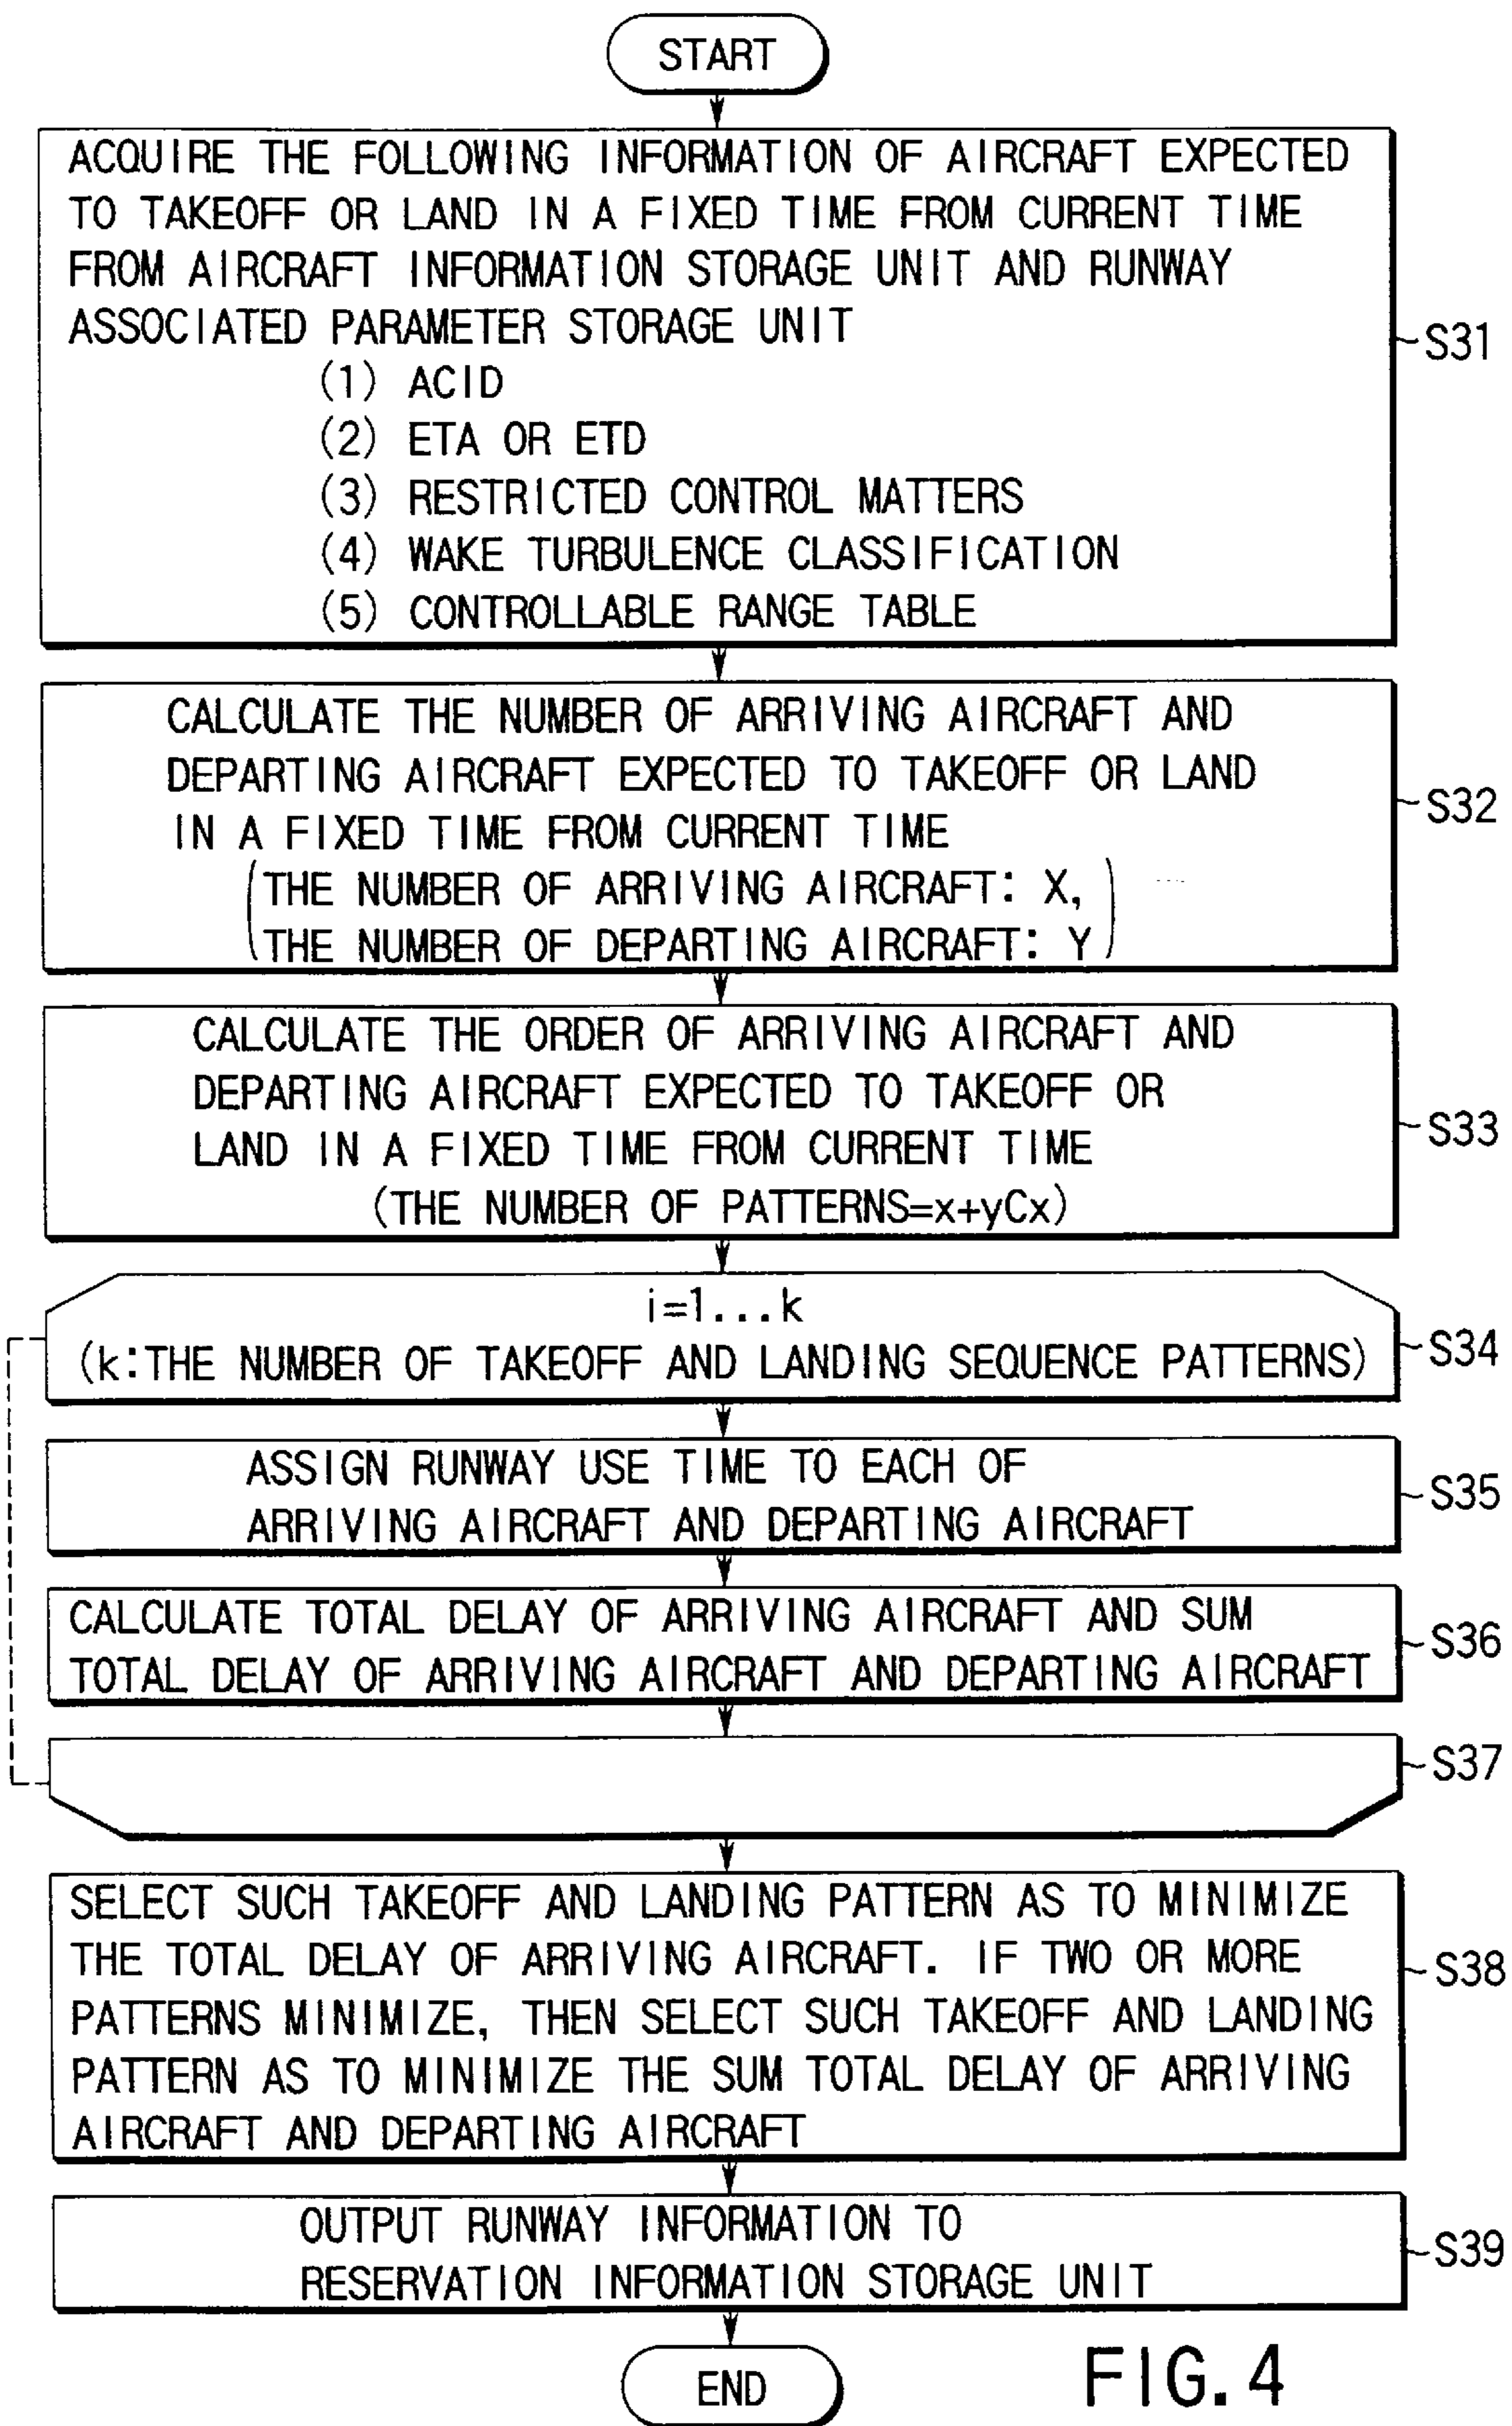 START
ACQUIRE THE FOLLOWING INFORMATION OF AIRCRAFT EXPECTED
TO TAKEOFF OR LAND IN A FIXED TIME FROM CURRENT TIME
FROM AIRCRAFT INFORMATION STORAGE UNIT AND RUNWAY
ASSOCIATED PARAMETER STORAGE UNIT
(1) ACID
(2) ETA OR ETD
(3) RESTRICTED CONTROL MATTERS
(4) WAKE TURBULENCE CLASSIFICATION
(5) CONTROLLABLE RANGE TABLE
S31
CALCULATE THE NUMBER OF ARRIVING AIRCRAFT AND
DEPARTING AIRCRAFT EXPECTED TO TAKEOFF OR LAND
IN A FIXED TIME FROM CURRENT TIME
(THE NUMBER OF ARRIVING AIRCRAFT: X,
THE NUMBER OF DEPARTING AIRCRAFT: Y)
S32
CALCULATE THE ORDER OF ARRIVING AIRCRAFT AND
DEPARTING AIRCRAFT EXPECTED TO TAKEOFF OR
LAND IN A FIXED TIME FROM CURRENT TIME
(THE NUMBER OF PATTERNS=x+yCx)
S33
i=1...k
(k:THE NUMBER OF TAKEOFF AND LANDING SEQUENCE PATTERNS)
S34
ASSIGN RUNWAY USE TIME TO EACH OF
ARRIVING AIRCRAFT AND DEPARTING AIRCRAFT
S35
CALCULATE TOTAL DELAY OF ARRIVING AIRCRAFT AND SUM
TOTAL DELAY OF ARRIVING AIRCRAFT AND DEPARTING AIRCRAFT
S36
S37
SELECT SUCH TAKEOFF AND LANDING PATTERN AS TO MINIMIZE
THE TOTAL DELAY OF ARRIVING AIRCRAFT. IF TWO OR MORE
PATTERNS MINIMIZE, THEN SELECT SUCH TAKEOFF AND LANDING
PATTERN AS TO MINIMIZE THE SUM TOTAL DELAY OF ARRIVING
AIRCRAFT AND DEPARTING AIRCRAFT
S38
OUTPUT RUNWAY INFORMATION TO
RESERVATION INFORMATION STORAGE UNIT
S39
END
FIG. 4